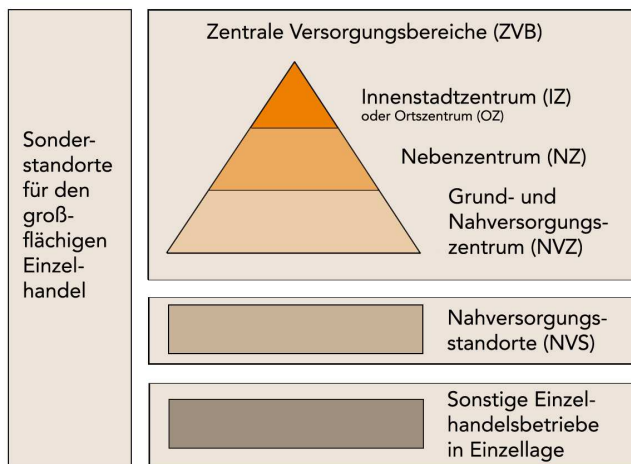 Sonder-
standorte
für den
groß-
flächigen
Einzel-
handel
Zentrale Versorgungsbereiche (ZVB)
Innenstadtzentrum (IZ)
oder Ortszentrum (OZ)
Nebenzentrum (NZ)
Grund- und
Nahversorgungs-
zentrum (NVZ)
Nahversorgungs-
standorte (NVS)
Sonstige Einzel-
handelsbetriebe
in Einzellage